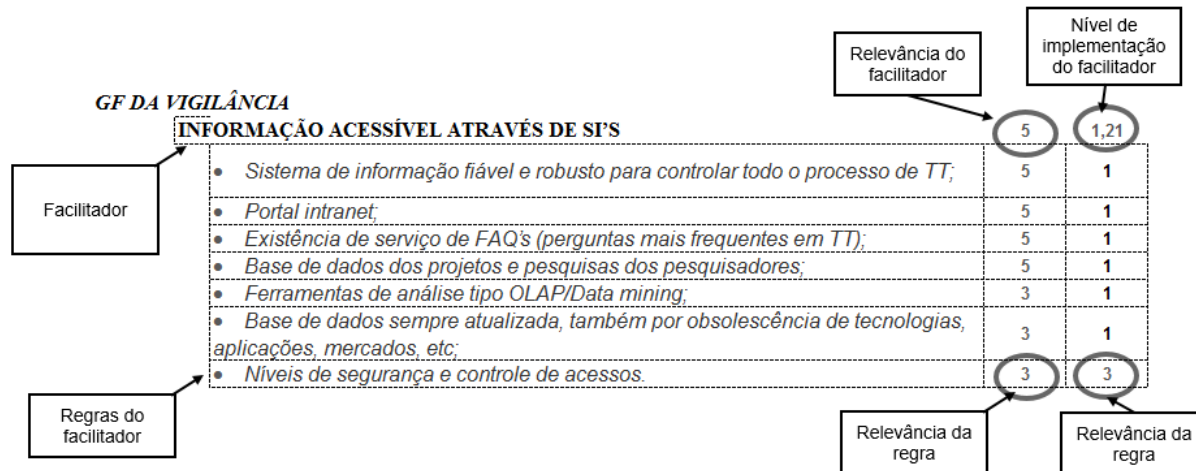 Nível de
implementação
do facilitador
Relevância do
facilitador
GF DA VIGILÂNCIA
INFORMAÇÃO ACESSÍVEL ATRAVÉS DE SI'S 5 1,21
Facilitador
• Sistema de informação fiável e robusto para controlar todo o processo de TT; 5 1
• Portal intranet; 5 1
• Existência de serviço de FAQ's (perguntas mais frequentes em TT); 5 1
• Base de dados dos projetos e pesquisas dos pesquisadores; 5 1
• Ferramentas de análise tipo OLAP/Data mining; 3 1
• Base de dados sempre atualizada, também por obsolescência de tecnologias,
aplicações, mercados, etc; 3 1
• Níveis de segurança e controle de acessos. 3 3
Regras do
facilitador
Relevância da
regra
Relevância da
regra